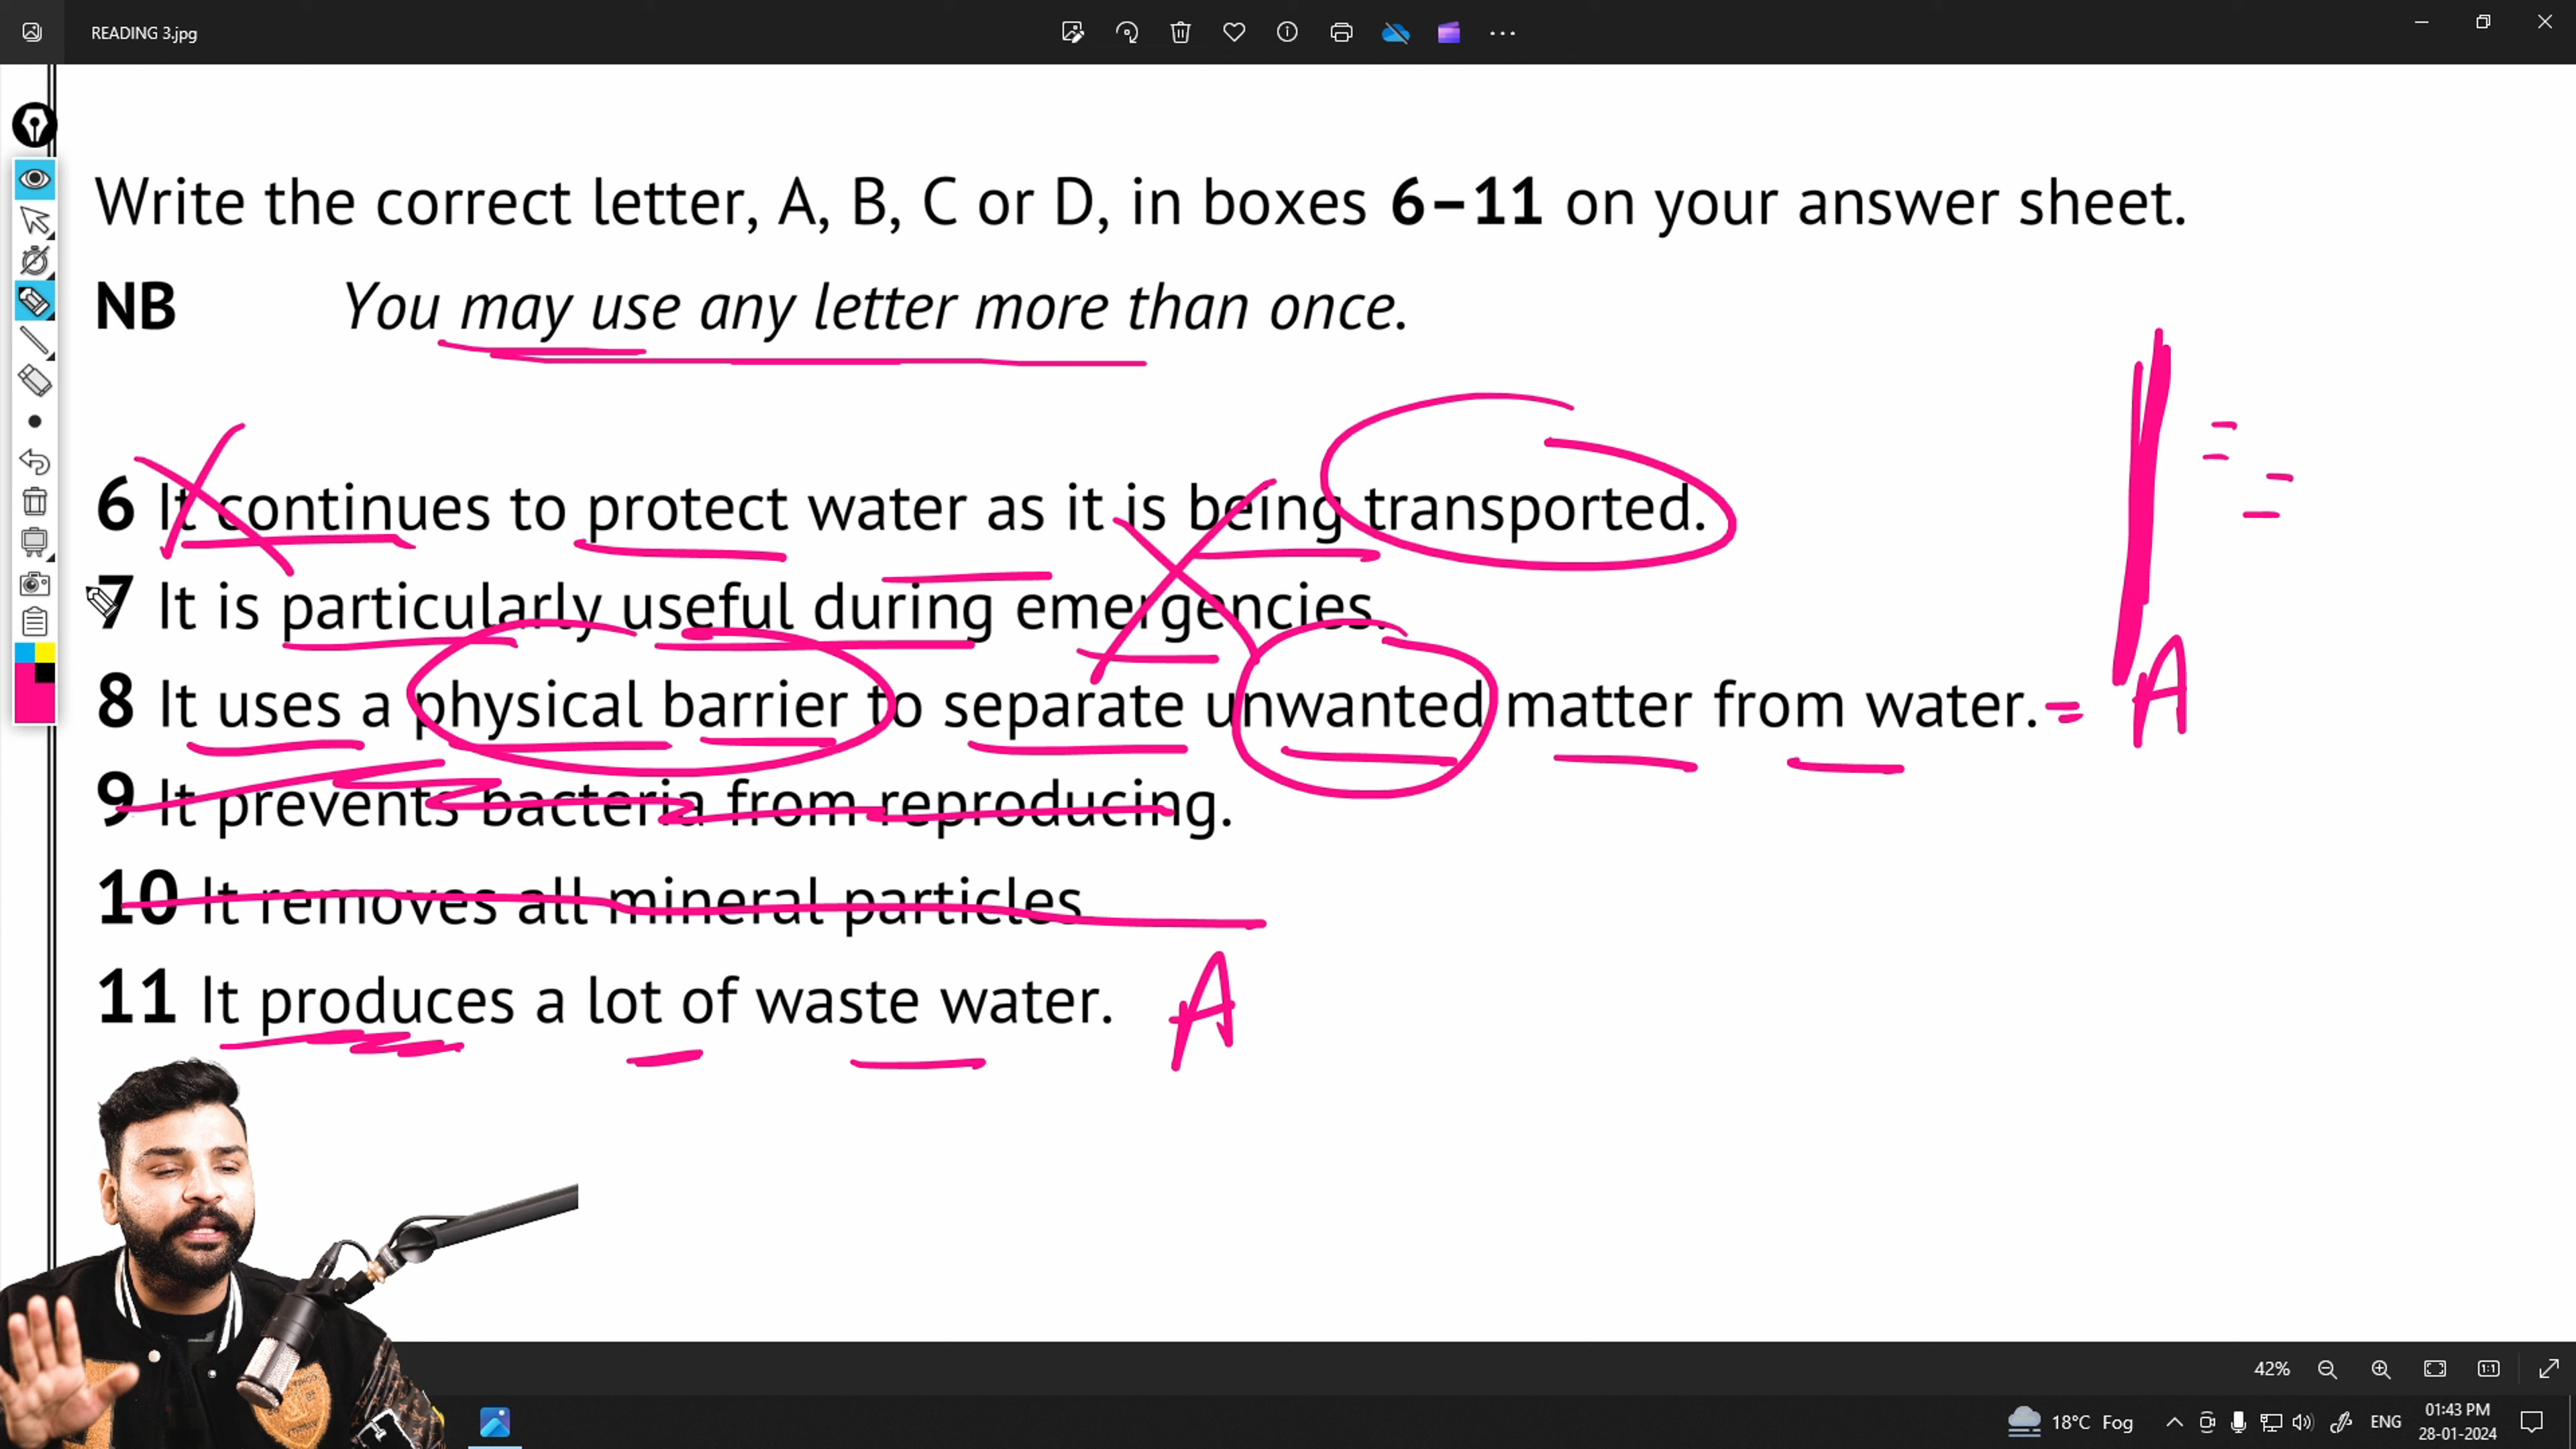 READING 3.jpg
Write the correct letter, A, B, C or D, in boxes 6–11 on your answer sheet.
NB You may use any letter more than once.
6 It continues to protect water as it is being transported.
7 It is particularly useful during emergencies.
8 It uses a physical barrier to separate unwanted matter from water. = A
9 It prevents bacteria from reproducing.
10 It removes all mineral particles
11 It produces a lot of waste water. A
42%
18°C Fog
ENG
01:43 PM
28-01-2024